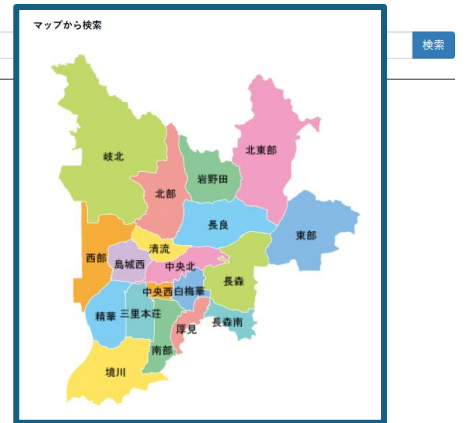 マップから検索
検索
岐北
北東部
岩野田
北部
長良
東部
清流
西部
島城西
中央北
長森
中央西
白梅華
精華
三里本荘
長森南
厚見
南部
境川